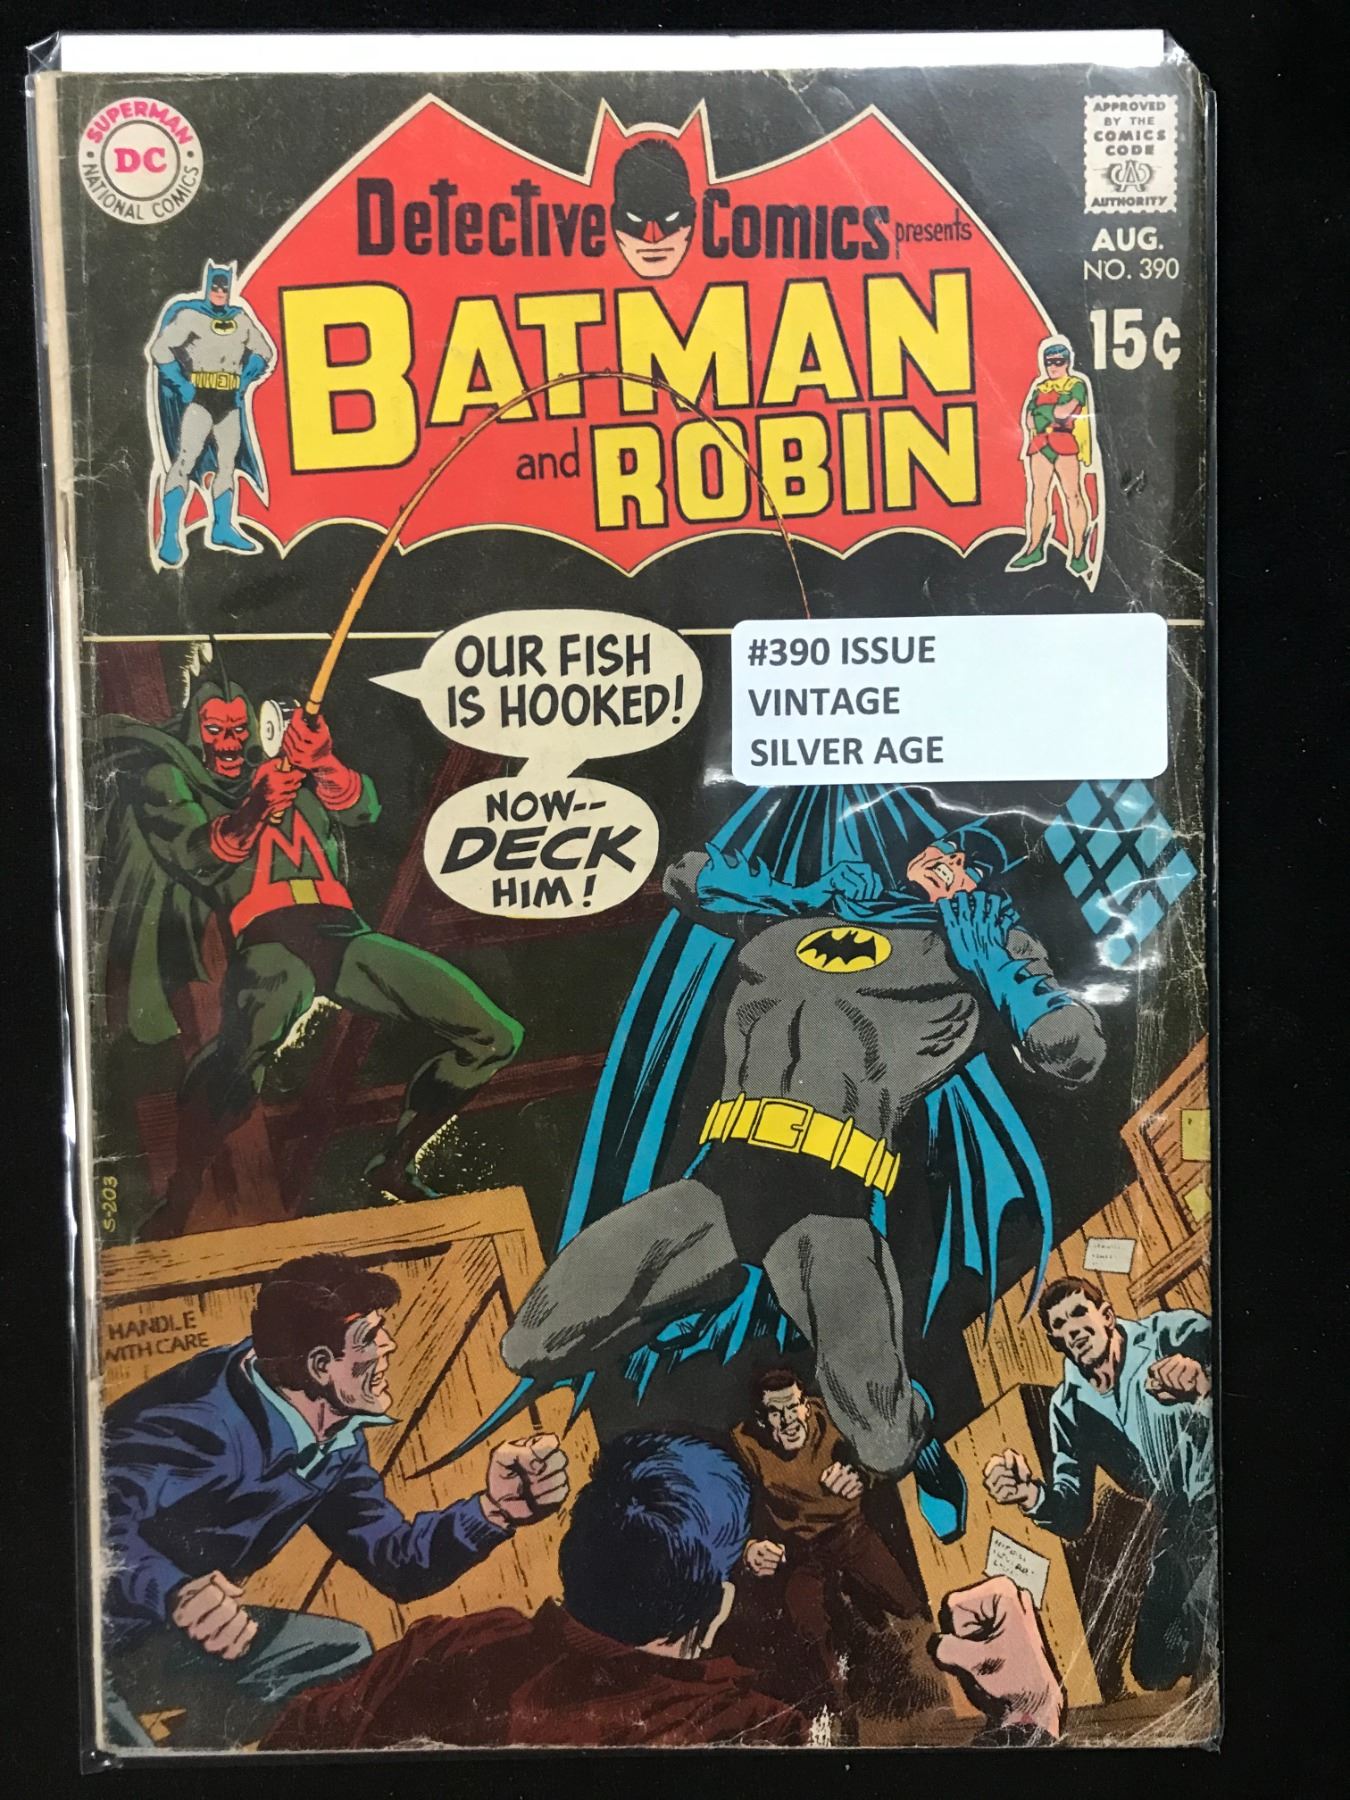 SUPERMAN
DC
NATIONAL COMICS
APPROVED
BY THE
COMICS
CODE
CA
AUTHORITY
AUG.
NO. 390
15¢
Detective Comics presents
BATMAN
and ROBIN
OUR FISH
IS HOOKED!
NOW--
DECK
HIM!
#390 ISSUE
VINTAGE
SILVER AGE
M
S-203
HANDLE
WITH CARE